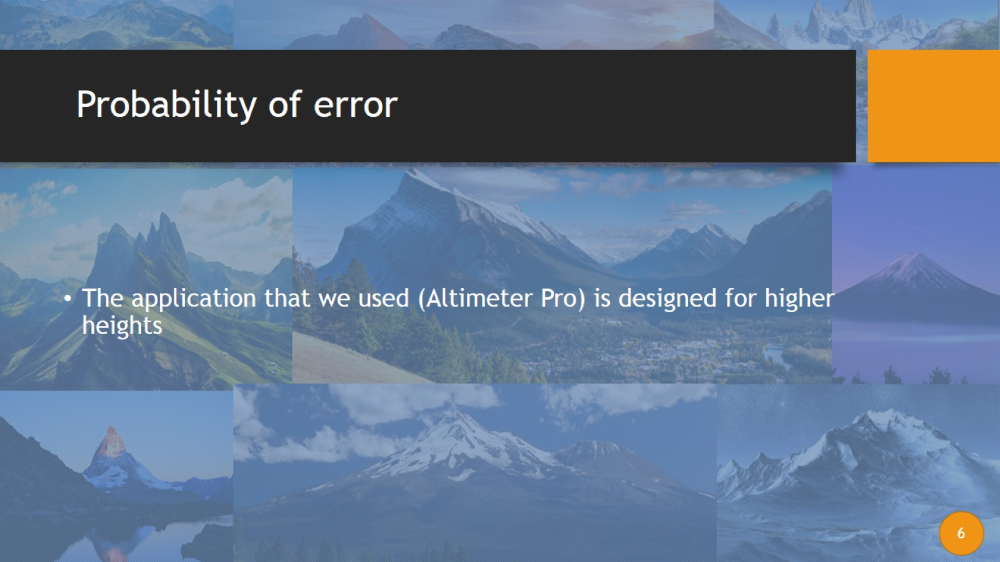 Probability of error
• The application that we used (Altimeter Pro) is designed for higher
heights
6